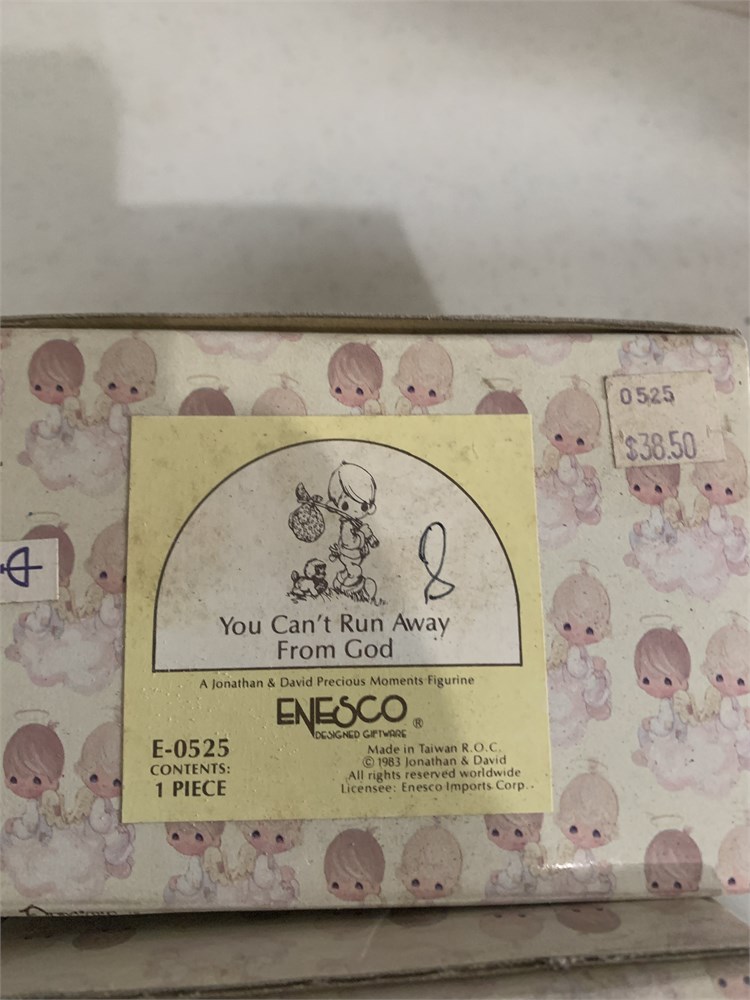 0525
$38.50
8
You Can't Run Away
From God
A Jonathan & David Precious Moments Figurine
ENESCO ®
DESIGNED GIFTWARE
E-0525
CONTENTS:
1 PIECE
Made in Taiwan R.O.C.
© 1983 Jonathan & David
All rights reserved worldwide
Licensee: Enesco Imports Corp.